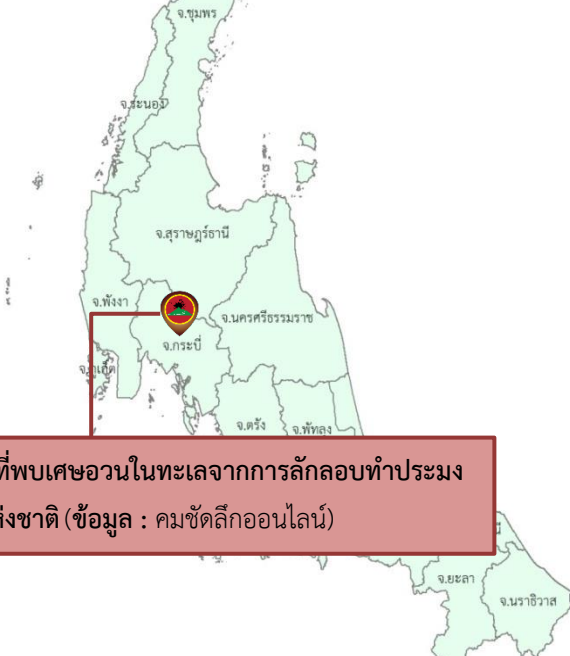 จ.ชุมพร
จ.ระนอง
จ.สุราษฎร์ธานี
จ.พังงา
จ.นครศรีธรรมราช
จ.กระบี่
จ.ภูเก็ต
จ.ตรัง
จ.พัทลุง
ที่พบเศษอวนในทะเลจากการลักลอบทำประมง
ห่งชาติ (ข้อมูล : คมชัดลึกออนไลน์)
จ.ยะลา
จ.นราธิวาส